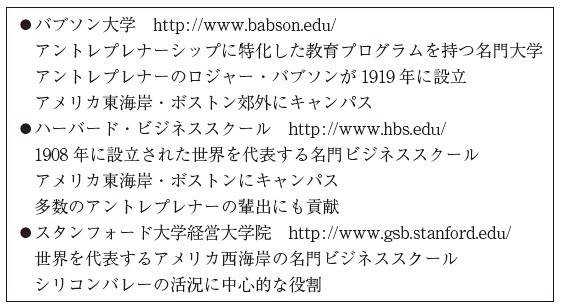 ●バブソン大学　http://www.babson.edu/
アントレプレナーシップに特化した教育プログラムを持つ名門大学
アントレプレナーのロジャー・バブソンが 1919 年に設立
アメリカ東海岸・ボストン郊外にキャンパス
●ハーバード・ビジネススクール　http://www.hbs.edu/
1908 年に設立された世界を代表する名門ビジネススクール
アメリカ東海岸・ボストンにキャンパス
多数のアントレプレナーの輩出にも貢献
●スタンフォード大学経営大学院　http://www.gsb.stanford.edu/
世界を代表するアメリカ西海岸の名門ビジネススクール
シリコンバレーの活況に中心的な役割